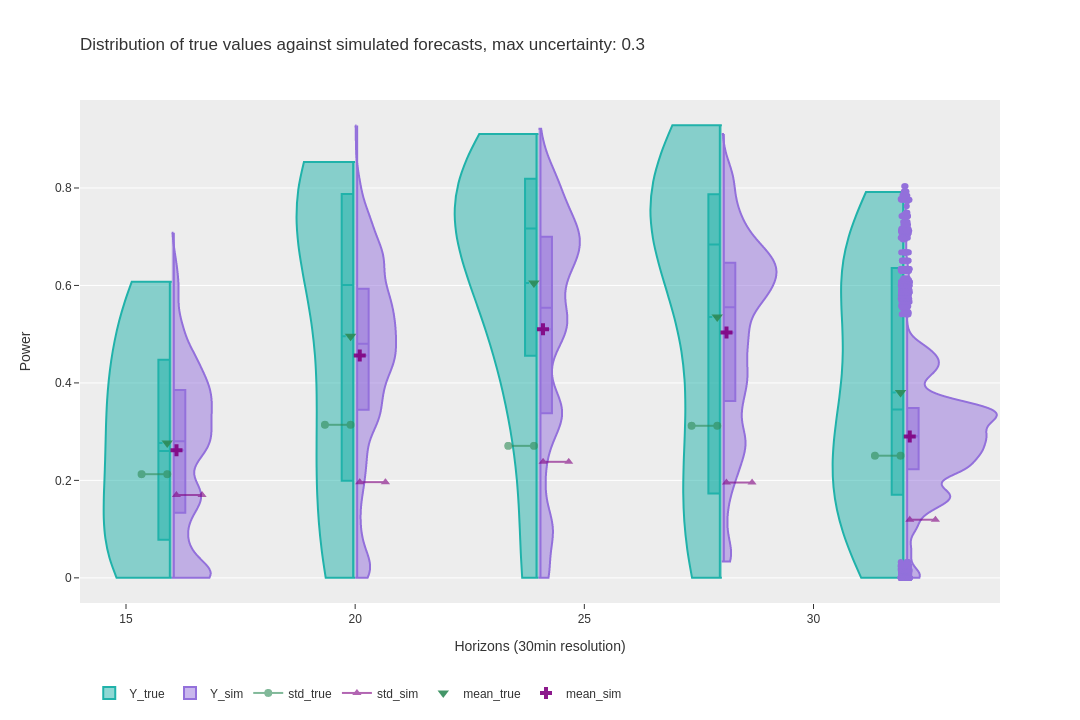 Distribution of true values against simulated forecasts, max uncertainty: 0.3
Power
0.8
0.6
0.4
0.2
0
15
20
25
30
Horizons (30min resolution)
Y_true
Y_sim
std_true
std_sim
mean_true
mean_sim